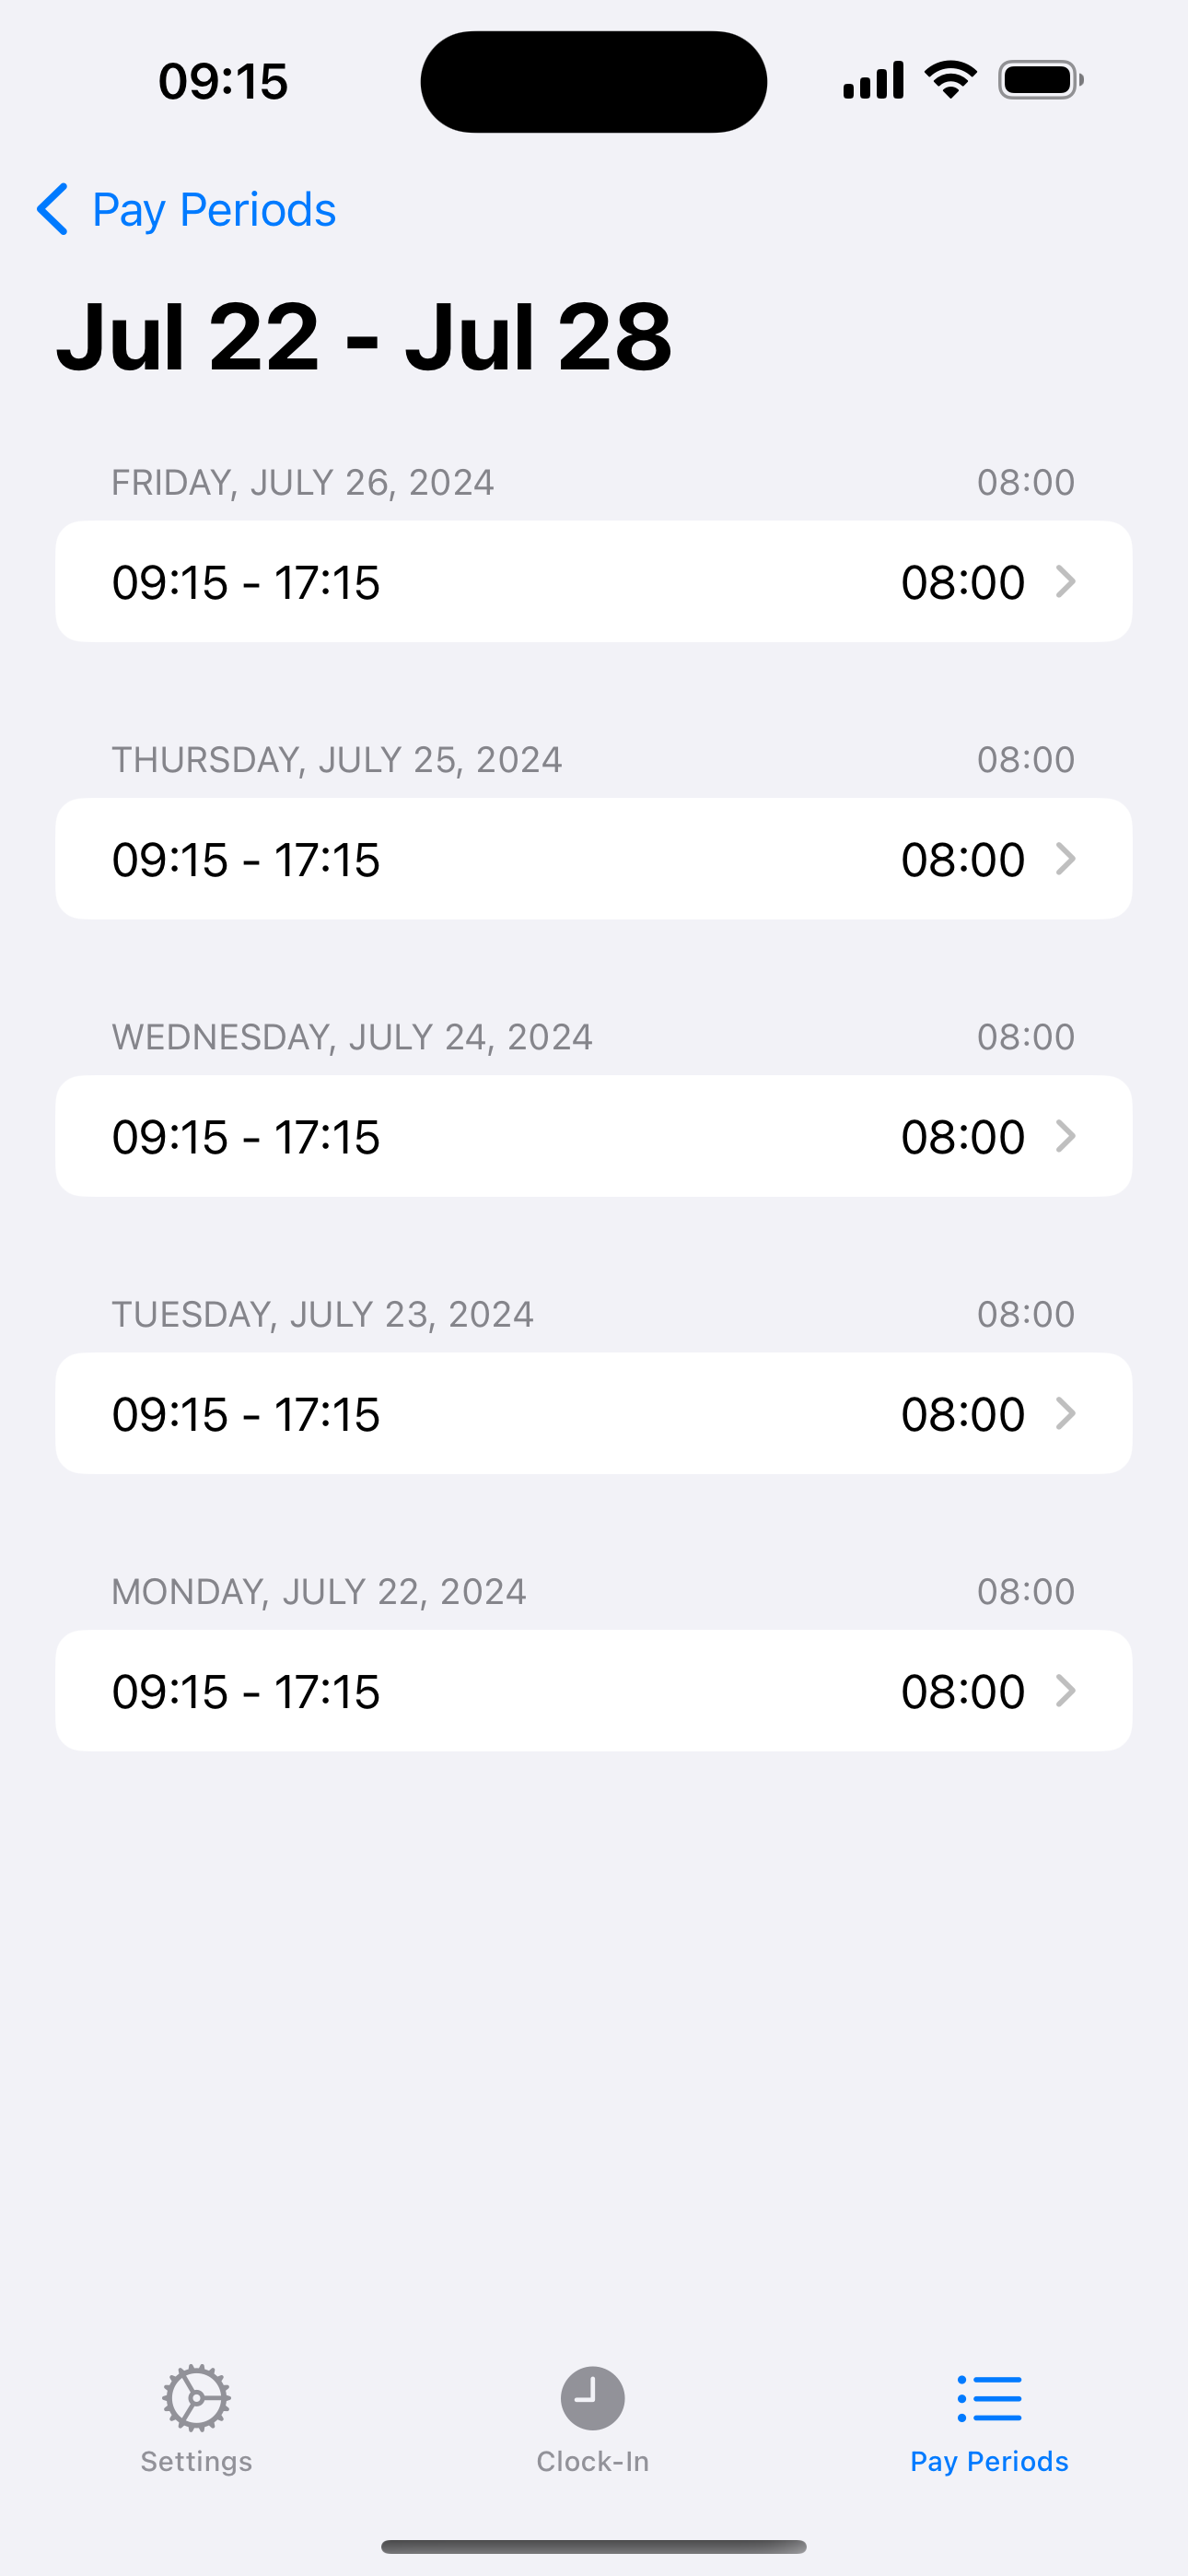 09:15
Pay Periods
Jul 22 - Jul 28
FRIDAY, JULY 26, 2024 08:00
09:15 - 17:15 08:00
THURSDAY, JULY 25, 2024 08:00
09:15 - 17:15 08:00
WEDNESDAY, JULY 24, 2024 08:00
09:15 - 17:15 08:00
TUESDAY, JULY 23, 2024 08:00
09:15 - 17:15 08:00
MONDAY, JULY 22, 2024 08:00
09:15 - 17:15 08:00
Settings Clock-In Pay Periods